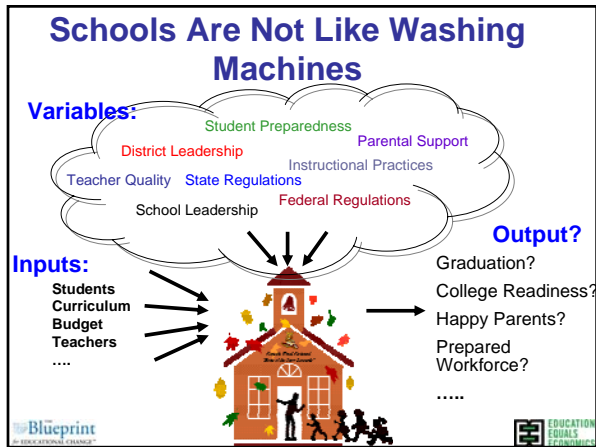 Schools Are Not Like Washing
Machines
Variables:
Student Preparedness
Parental Support
District Leadership
Instructional Practices
Teacher Quality State Regulations
School Leadership
Federal Regulations
Inputs:
Students
Curriculum
Budget
Teachers
....
Output?
Graduation?
College Readiness?
Happy Parents?
Prepared
Workforce?
.....
THE
Blueprint
for EDUCATIONAL CHANGE™
EDUCATION
EQUALS
ECONOMICS